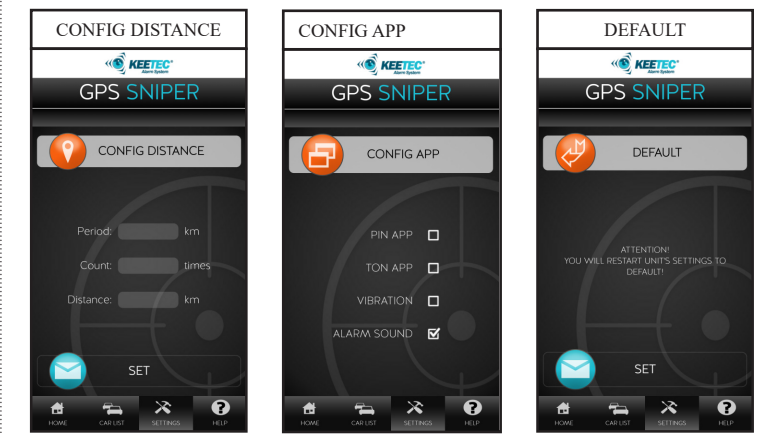 CONFIG DISTANCE
KEETEC
Alarm System
GPS SNIPER
CONFIG DISTANCE
Period: km
Count: times
Distance: km
SET
HOME CAR LIST SETTINGS HELP
CONFIG APP
KEETEC
Alarm System
GPS SNIPER
CONFIG APP
PIN APP
TON APP
VIBRATION
ALARM SOUND
HOME CAR LIST SETTINGS HELP
DEFAULT
KEETEC
Alarm System
GPS SNIPER
DEFAULT
ATTENTION!
YOU WILL RESTART UNIT'S SETTINGS TO
DEFAULT!
SET
HOME CAR LIST SETTINGS HELP